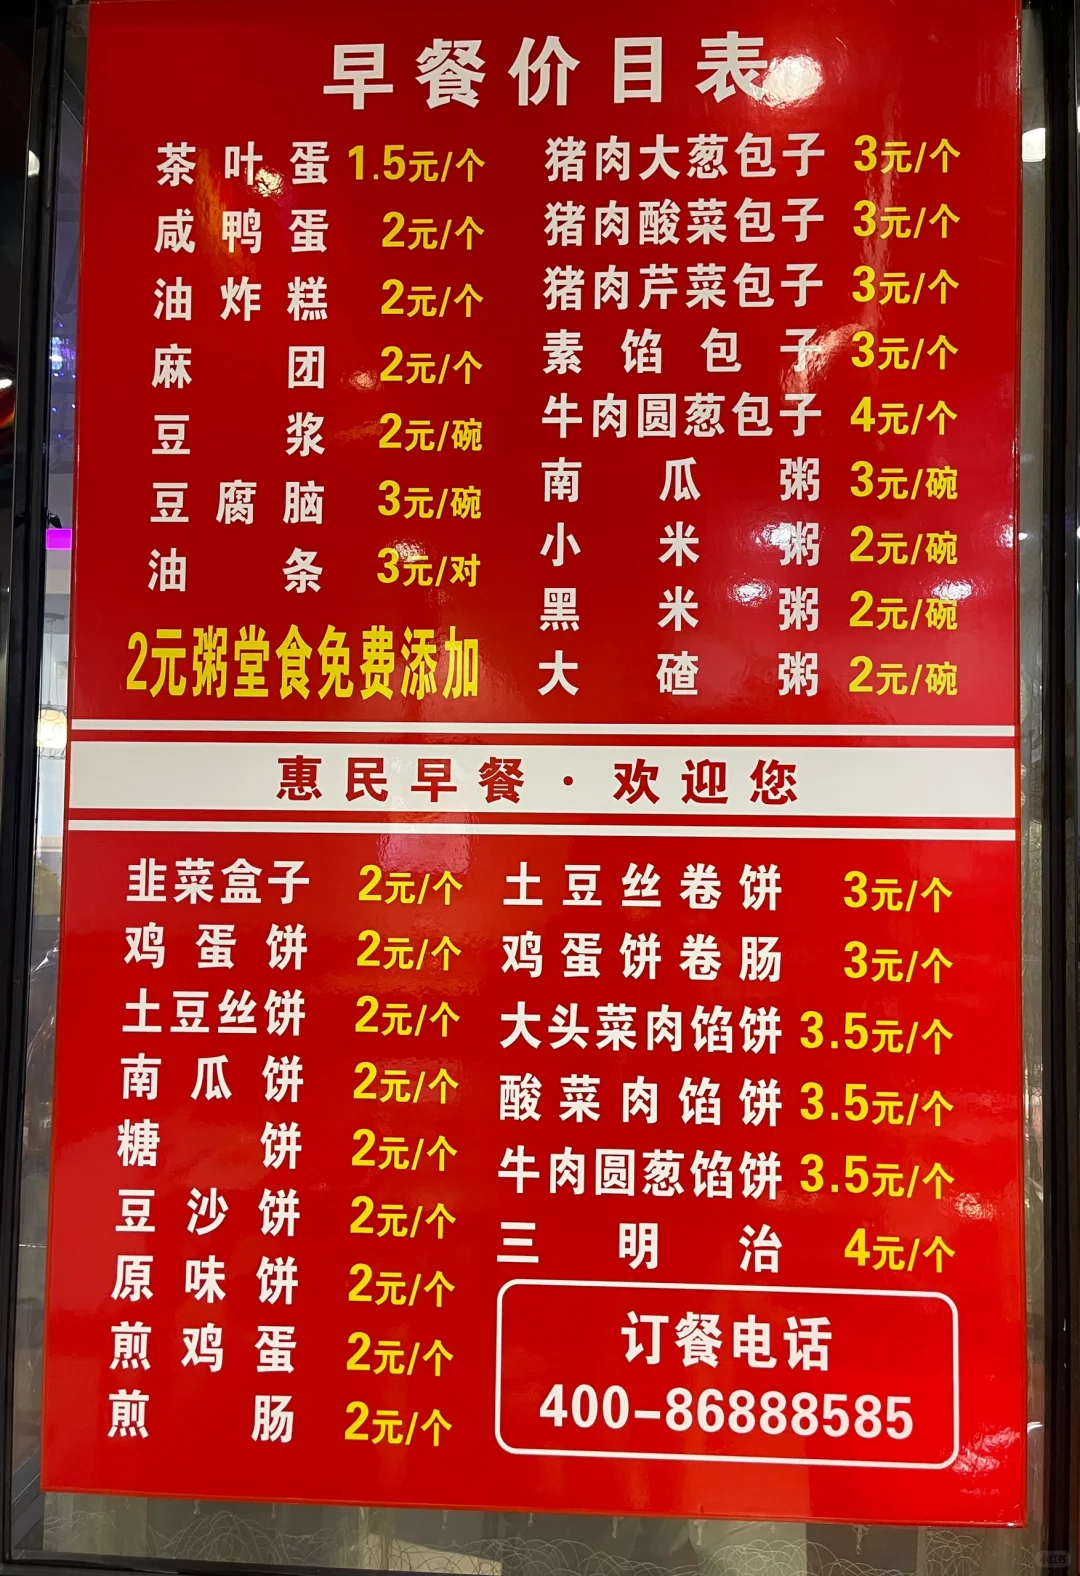 早餐价目表
茶叶蛋 1.5元/个
咸鸭蛋 2元/个
油炸糕 2元/个
麻团 2元/个
豆浆 2元/碗
豆腐脑 3元/碗
油条 3元/对
2元粥堂食免费添加
猪肉大葱包子 3元/个
猪肉酸菜包子 3元/个
猪肉芹菜包子 3元/个
素馅包子 3元/个
牛肉圆葱包子 4元/个
南瓜粥 3元/碗
小米粥 2元/碗
黑米粥 2元/碗
大碴粥 2元/碗
惠民早餐·欢迎您
韭菜盒子 2元/个
鸡蛋饼 2元/个
土豆丝饼 2元/个
南瓜饼 2元/个
糖饼 2元/个
豆沙饼 2元/个
原味饼 2元/个
煎鸡蛋 2元/个
煎肠 2元/个
土豆丝卷饼 3元/个
鸡蛋饼卷肠 3元/个
大头菜肉馅饼 3.5元/个
酸菜肉馅饼 3.5元/个
牛肉圆葱馅饼 3.5元/个
三明治 4元/个
订餐电话
400-86888585